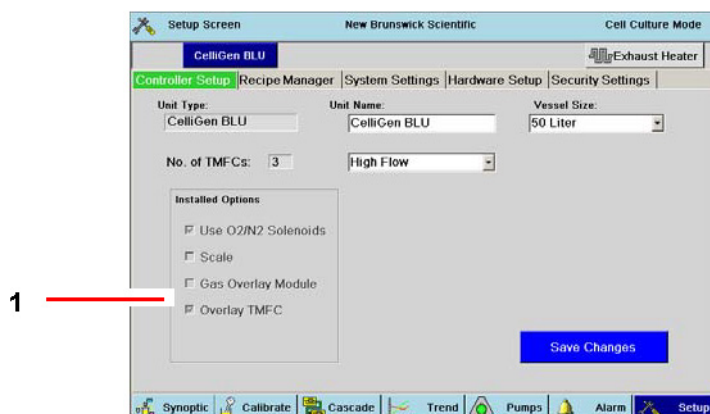 Setup Screen New Brunswick Scientific Cell Culture Mode
CelliGen BLU Exhaust Heater
Controller Setup Recipe Manager System Settings Hardware Setup Security Settings
Unit Type: Unit Name: Vessel Size:
CelliGen BLU CelliGen BLU 50 Liter
No. of TMFCs: 3 High Flow
Installed Options
Use O2/N2 Solenoids
Scale
Gas Overlay Module
1
Overlay TMFC
Save Changes
Synoptic Calibrate Cascade Trend Pumps Alarm Setup